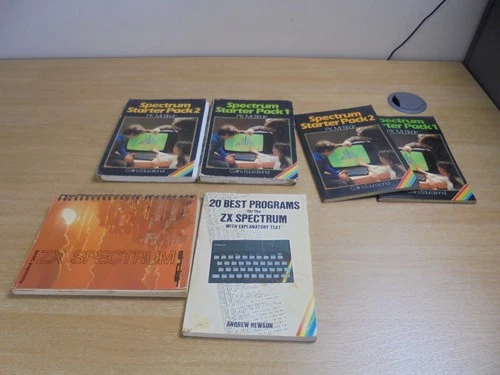 Spectrum
Starter Pack 2
Spectrum
Starter Pack 1
Spectrum
Starter Pack 2
Starter Pack 1
ZX SPECTRUM
20 BEST PROGRAMS
for the
ZX SPECTRUM
WITH EXPLANATORY TEXT
ANDREW HEWSON